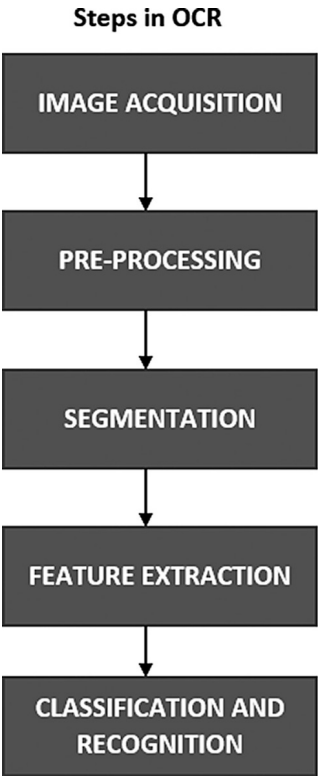 Steps in OCR
IMAGE ACQUISITION
PRE-PROCESSING
SEGMENTATION
FEATURE EXTRACTION
CLASSIFICATION AND
RECOGNITION